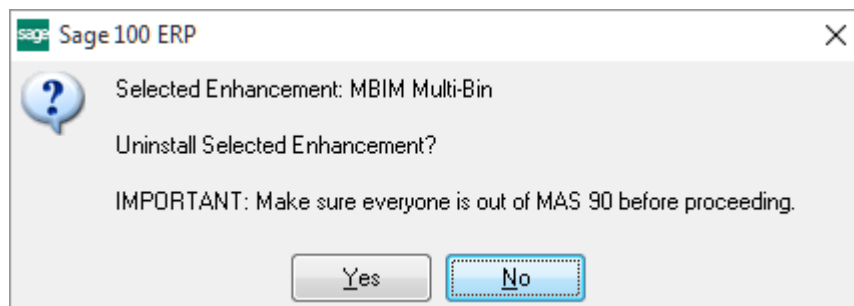 sage Sage 100 ERP
Selected Enhancement: MBIM Multi-Bin
Uninstall Selected Enhancement?
IMPORTANT: Make sure everyone is out of MAS 90 before proceeding.
Yes No